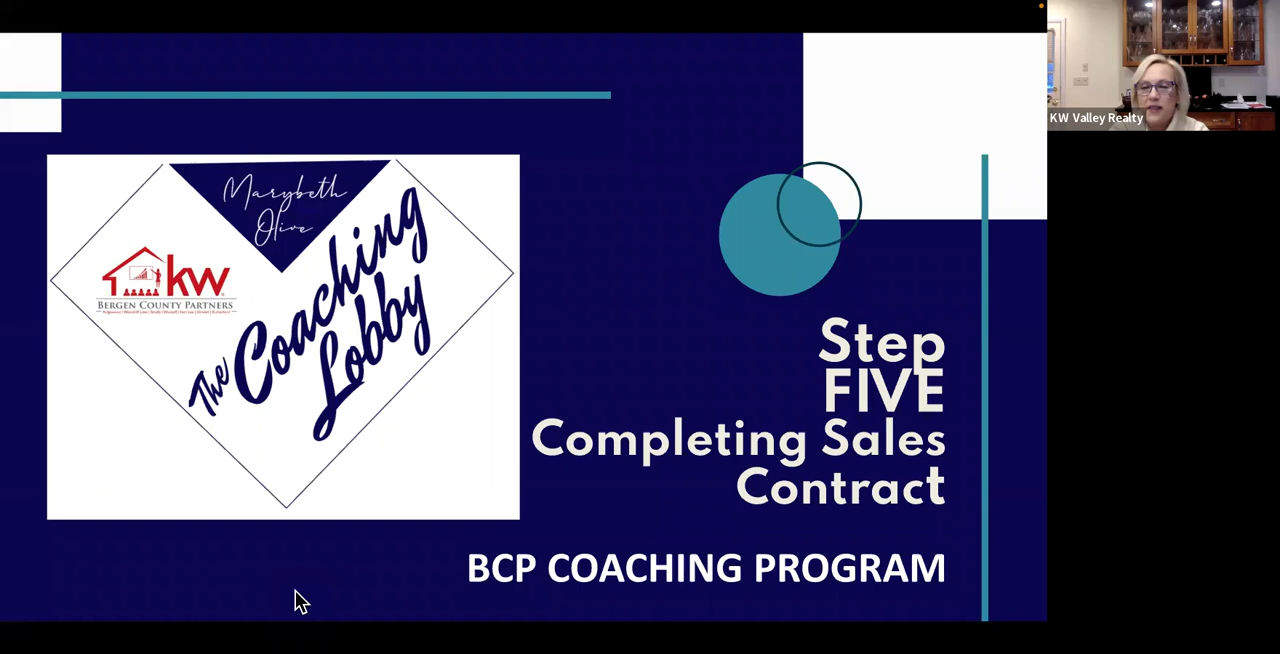 KW Valley Realty
Marybeth
Olive
kw
BERGEN COUNTY PARTNERS
The Coaching
Lobby
Step
FIVE
Completing Sales
Contract
BCP COACHING PROGRAM